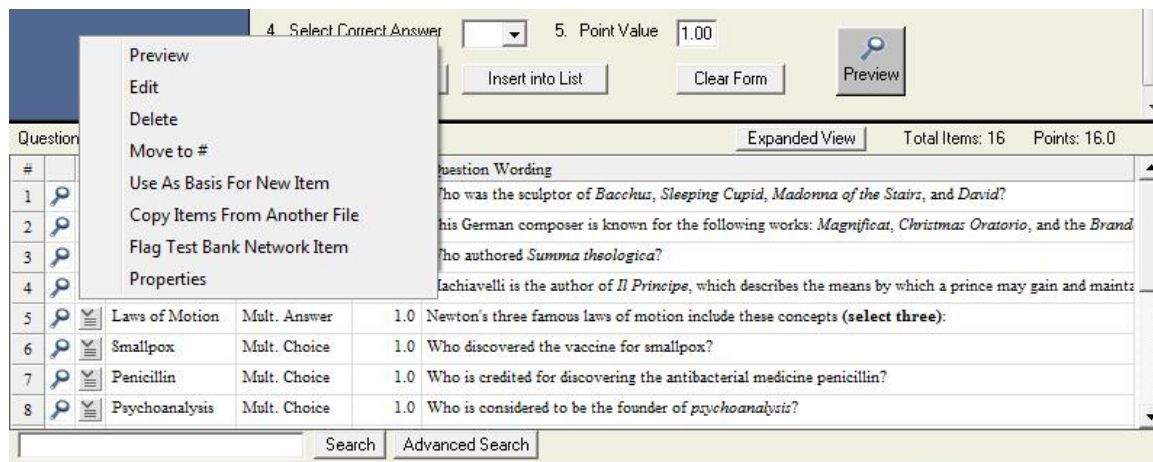 4. Select Correct Answer 5. Point Value 1.00
Insert into List Clear Form Preview
Preview
Edit
Delete
Move to #
Use As Basis For New Item
Copy Items From Another File
Flag Test Bank Network Item
Properties
Expanded View Total Items: 16 Points: 16.0
# Question Wording
1 Who was the sculptor of Bacchus, Sleeping Cupid, Madonna of the Stairs, and David?
2 This German composer is known for the following works: Magnificat, Christmas Oratorio, and the
3 Who authored Summa theologica?
4 Machiavelli is the author of Il Principe, which describes the means by which a prince may gain and
5 Laws of Motion Mult. Answer 1.0 Newton's three famous laws of motion include these concepts (select three):
6 Smallpox Mult. Choice 1.0 Who discovered the vaccine for smallpox?
7 Penicillin Mult. Choice 1.0 Who is credited for discovering the antibacterial medicine penicillin?
8 Psychoanalysis Mult. Choice 1.0 Who is considered to be the founder of psychoanalysis?
Search Advanced Search